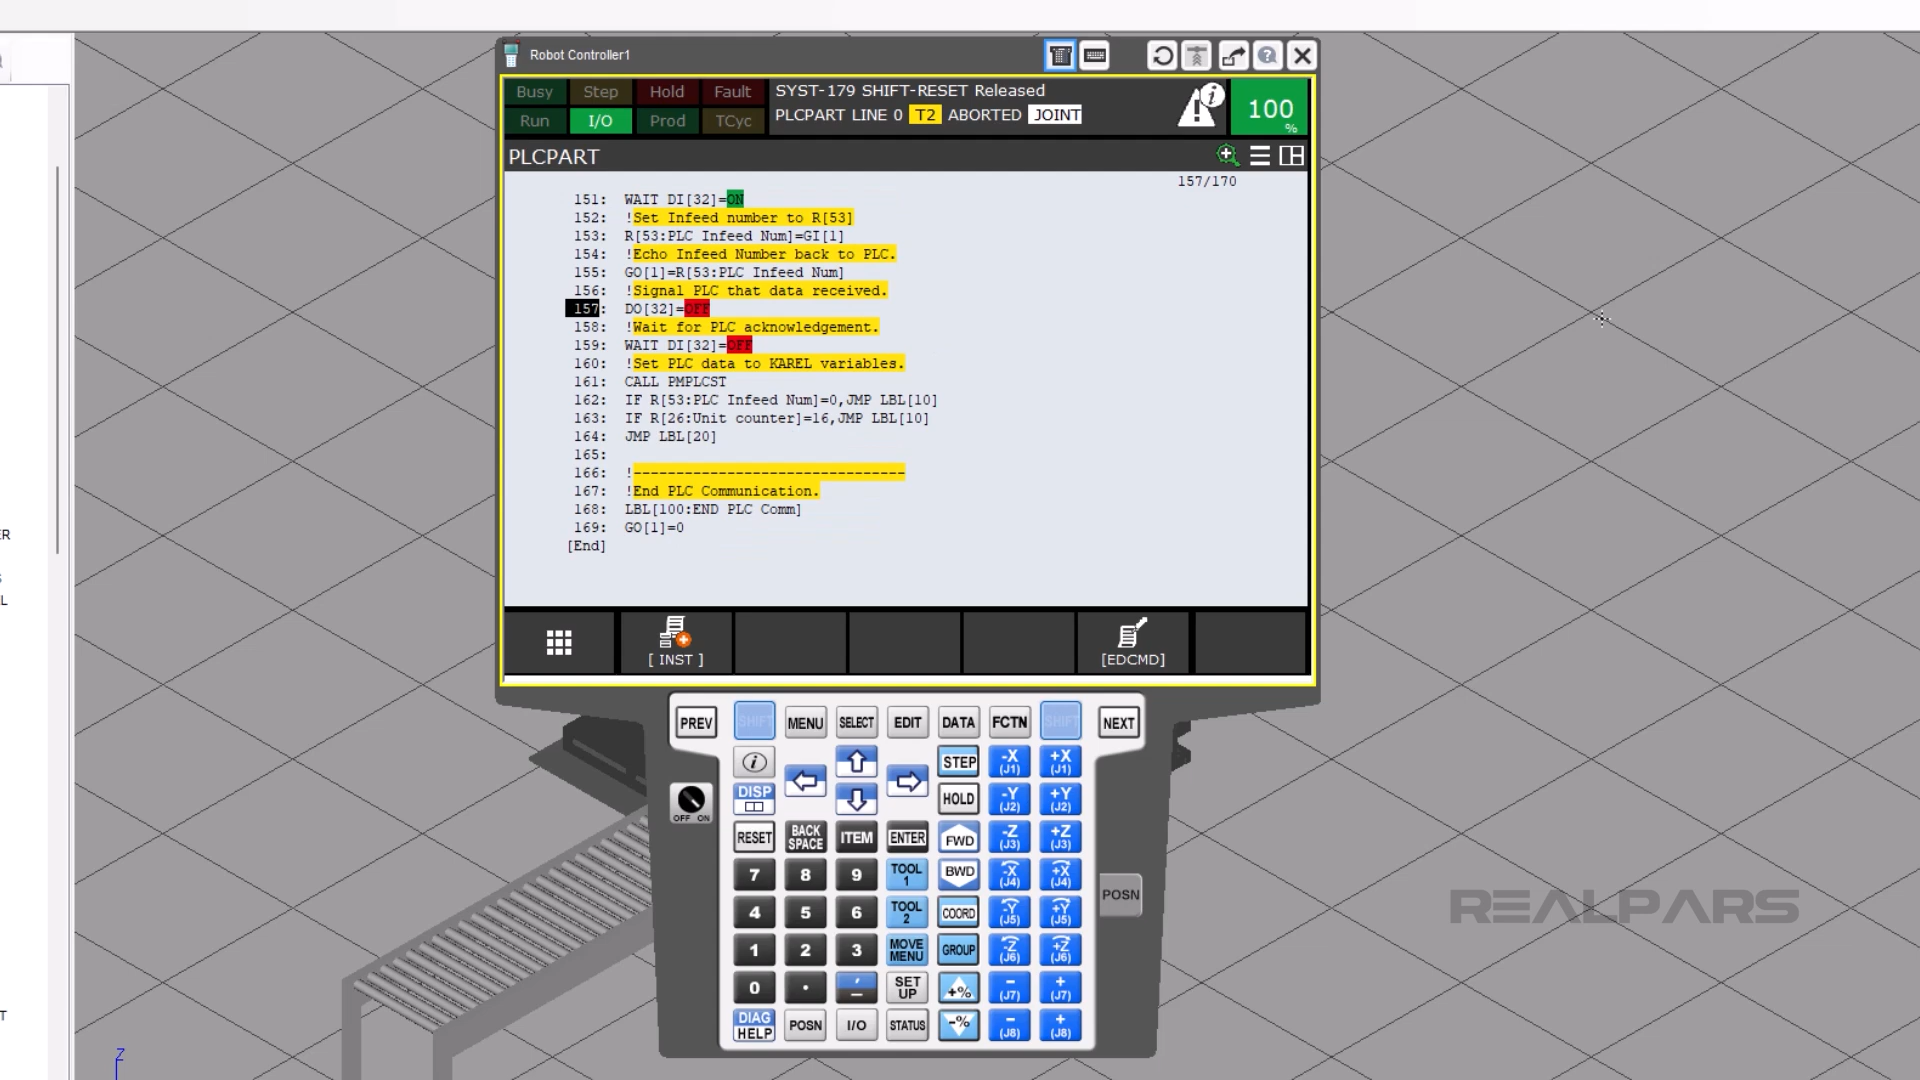 Robot Controller1
Busy Step Hold Fault
Run I/O Prod TCyc
SYST-179 SHIFT-RESET Released
PLCPART LINE 0 T2 ABORTED JOINT
100
%
PLCPART
157/170
151: WAIT DI[32]=ON
152: !Set Infeed number to R[53]
153: R[53:PLC Infeed Num]=GI[1]
154: !Echo Infeed Number back to PLC.
155: GO[1]=R[53:PLC Infeed Num]
156: !Signal PLC that data received.
157: DO[32]=OFF
158: !Wait for PLC acknowledgement.
159: WAIT DI[32]=OFF
160: !Set PLC data to KAREL variables.
161: CALL PMPLCST
162: IF R[53:PLC Infeed Num]=0,JMP LBL[10]
163: IF R[26:Unit counter]=16,JMP LBL[10]
164: JMP LBL[20]
165:
166: !--------------------------------
167: !End PLC Communication.
168: LBL[100:END PLC Comm]
169: GO[1]=0
[End]
[ INST ]
[EDCMD]
PREV SHIFT MENU SELECT EDIT DATA FCTN SHIFT NEXT
i STEP -X (J1) +X (J1)
DISP HOLD -Y (J2) +Y (J2)
OFF ON
RESET BACK SPACE ITEM ENTER FWD -Z (J3) +Z (J3)
7 8 9 TOOL 1 BWD -X (J4) +X (J4)
POSN
4 5 6 TOOL 2 COORD -Y (J5) +Y (J5)
1 2 3 MOVE MENU GROUP -Z (J6) +Z (J6)
0 . , - SET UP +% - (J7) + (J7)
DIAG HELP POSN I/O STATUS -% - (J8) + (J8)
REALPARS
ER
L
T
Z